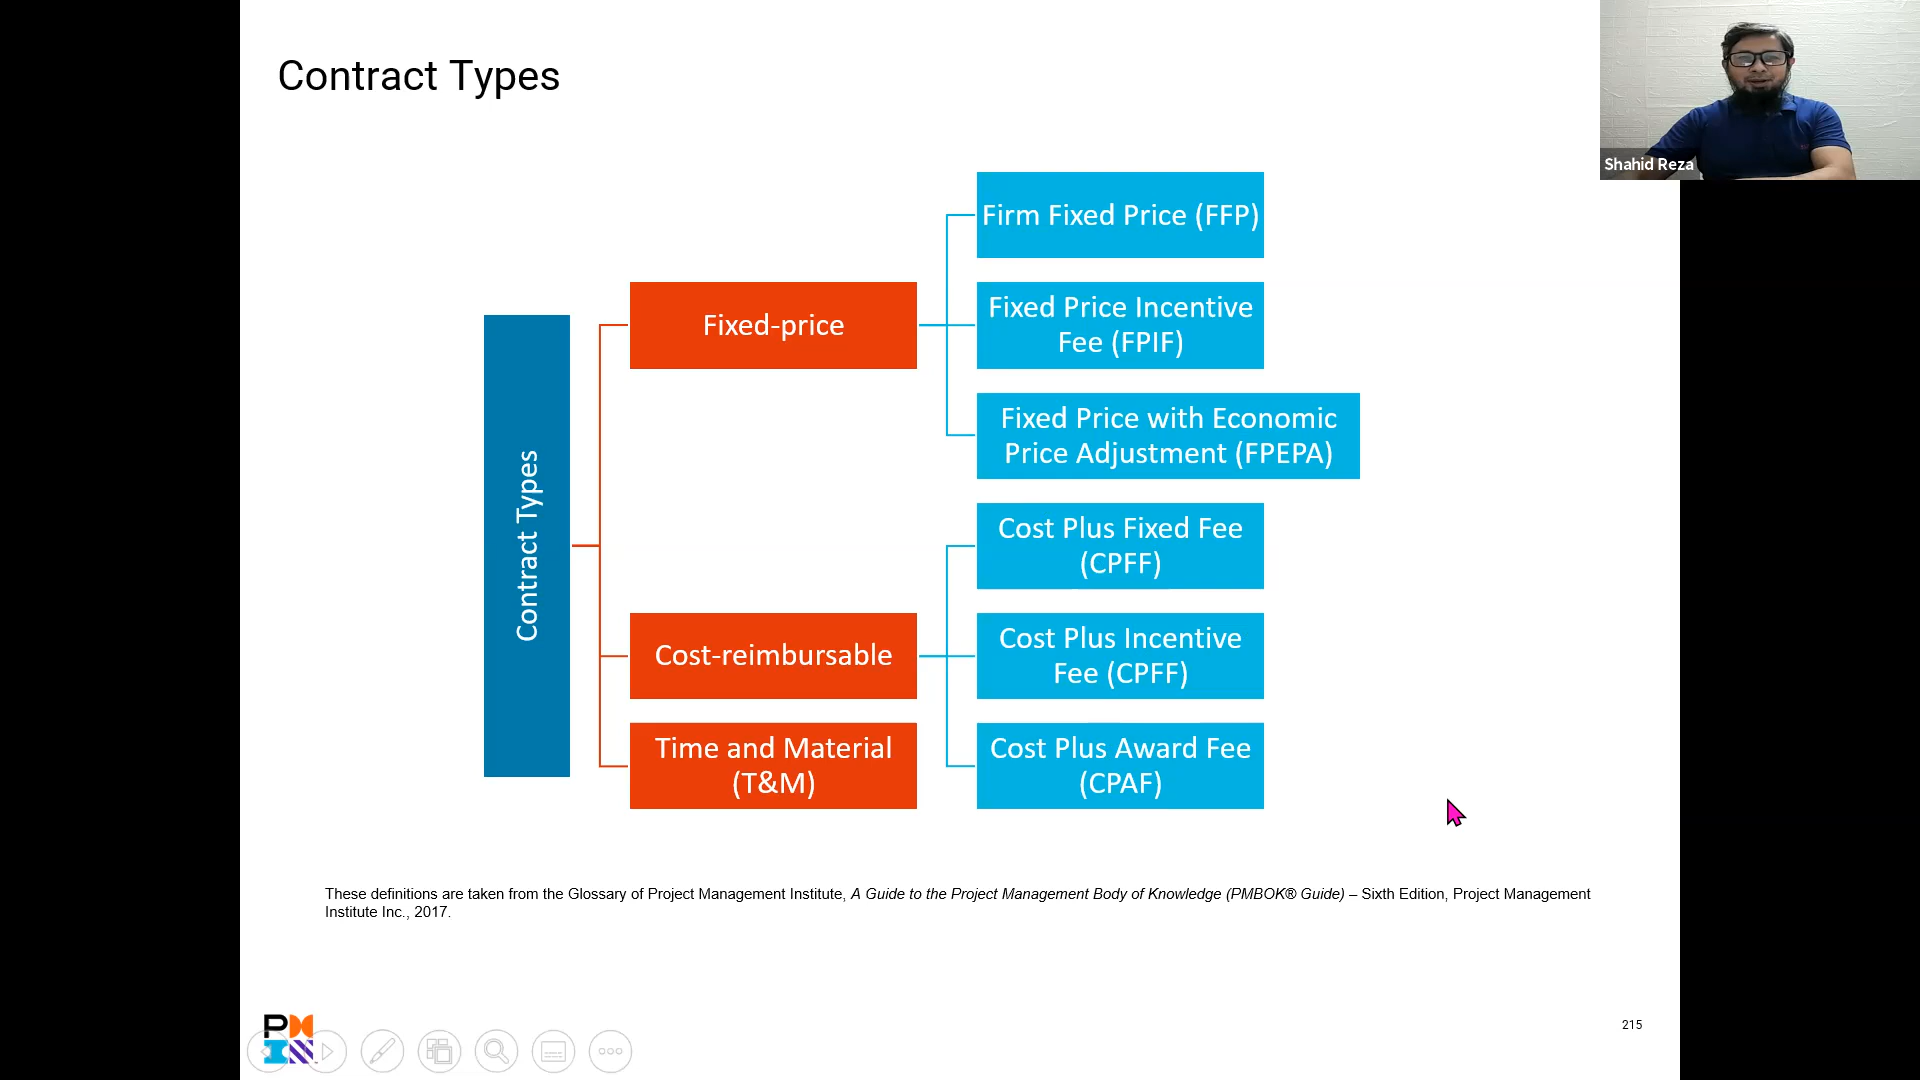 Contract Types
Shahid Reza
Contract Types
Fixed-price
Firm Fixed Price (FFP)
Fixed Price Incentive
Fee (FPIF)
Fixed Price with Economic
Price Adjustment (FPEPA)
Cost-reimbursable
Cost Plus Fixed Fee
(CPFF)
Cost Plus Incentive
Fee (CPFF)
Cost Plus Award Fee
(CPAF)
Time and Material
(T&M)
These definitions are taken from the Glossary of Project Management Institute, A Guide to the Project Management Body of Knowledge (PMBOK® Guide) – Sixth Edition, Project Management
Institute Inc., 2017.
215